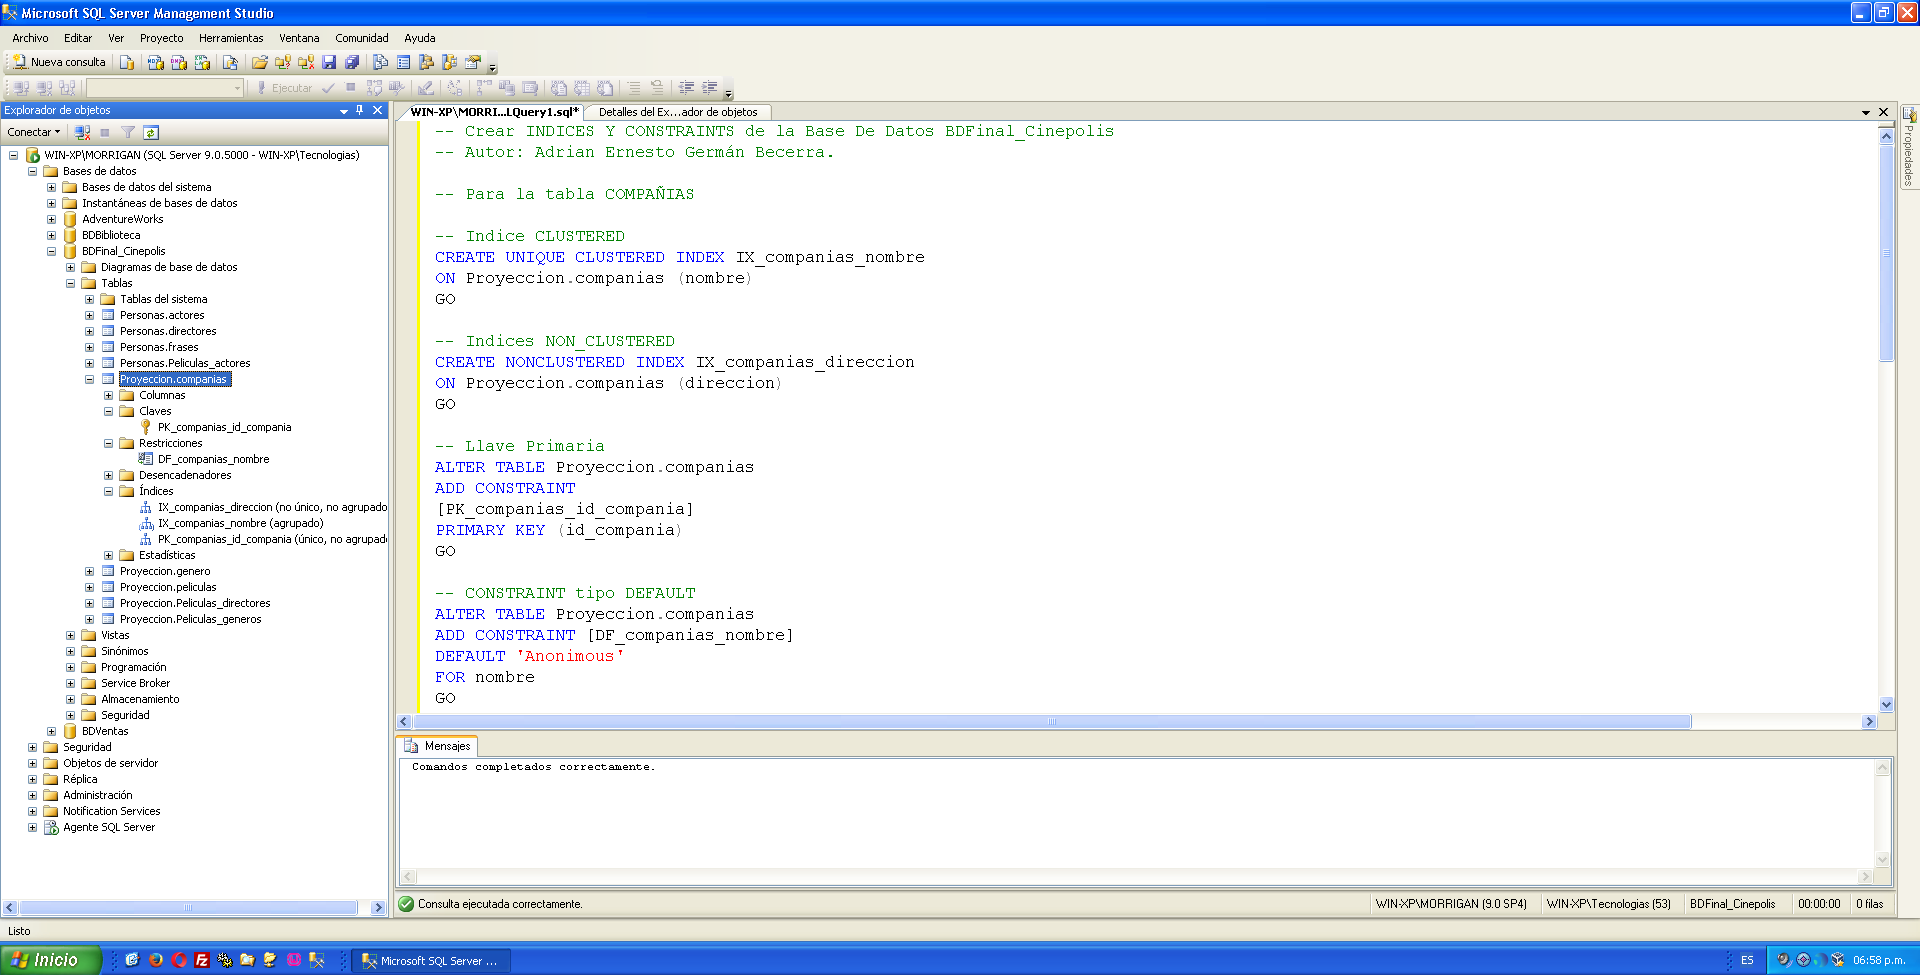 Microsoft SQL Server Management Studio
Archivo Editar Ver Proyecto Herramientas Ventana Comunidad Ayuda
Nueva consulta
Ejecutar
Explorador de objetos
Conectar
WIN-XP\MORRIGAN (SQL Server 9.0.5000 - WIN-XP\Tecnologias)
Bases de datos
Bases de datos del sistema
Instantáneas de bases de datos
AdventureWorks
BDBiblioteca
BDFinal_Cinepolis
Diagramas de base de datos
Tablas
Tablas del sistema
Personas.actores
Personas.directores
Personas.frases
Personas.Peliculas_actores
Proyeccion.companias
Columnas
Claves
PK_companias_id_compania
Restricciones
DF_companias_nombre
Desencadenadores
Índices
IX_companias_direccion (no único, no agrupado
IX_companias_nombre (agrupado)
PK_companias_id_compania (único, no agrupado
Estadísticas
Proyeccion.genero
Proyeccion.peliculas
Proyeccion.Peliculas_directores
Proyeccion.Peliculas_generos
Vistas
Sinónimos
Programación
Service Broker
Almacenamiento
Seguridad
BDVentas
Seguridad
Objetos de servidor
Réplica
Administración
Notification Services
Agente SQL Server
WIN-XP\MORRI...LQuery1.sql* Detalles del Ex...ador de objetos
-- Crear INDICES Y CONSTRAINTS de la Base De Datos BDFinal_Cinepolis
-- Autor: Adrian Ernesto Germán Becerra.
-- Para la tabla COMPAÑIAS
-- Indice CLUSTERED
CREATE UNIQUE CLUSTERED INDEX IX_companias_nombre
ON Proyeccion.companias (nombre)
GO
-- Indices NON_CLUSTERED
CREATE NONCLUSTERED INDEX IX_companias_direccion
ON Proyeccion.companias (direccion)
GO
-- Llave Primaria
ALTER TABLE Proyeccion.companias
ADD CONSTRAINT
[PK_companias_id_compania]
PRIMARY KEY (id_compania)
GO
-- CONSTRAINT tipo DEFAULT
ALTER TABLE Proyeccion.companias
ADD CONSTRAINT [DF_companias_nombre]
DEFAULT 'Anonimous'
FOR nombre
GO
Propiedades
Mensajes
Comandos completados correctamente.
Consulta ejecutada correctamente. WIN-XP\MORRIGAN (9.0 SP4) WIN-XP\Tecnologias (53) BDFinal_Cinepolis 00:00:00 0 filas
Listo
Inicio Microsoft SQL Server ... ES 06:58 p.m.